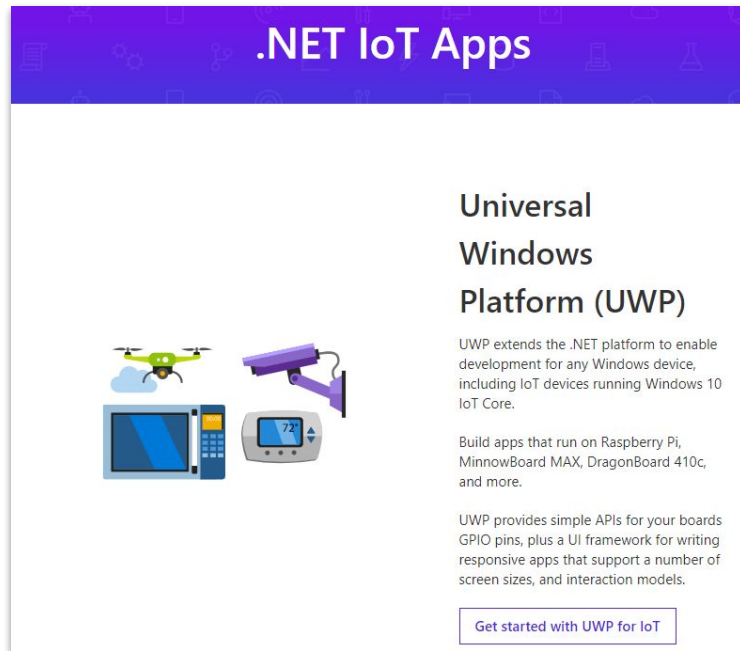 .NET IoT Apps
Universal
Windows
Platform (UWP)
UWP extends the .NET platform to enable
development for any Windows device,
including IoT devices running Windows 10
IoT Core.
Build apps that run on Raspberry Pi,
MinnowBoard MAX, DragonBoard 410c,
and more.
UWP provides simple APIs for your boards
GPIO pins, plus a UI framework for writing
responsive apps that support a number of
screen sizes, and interaction models.
72°
Get started with UWP for IoT